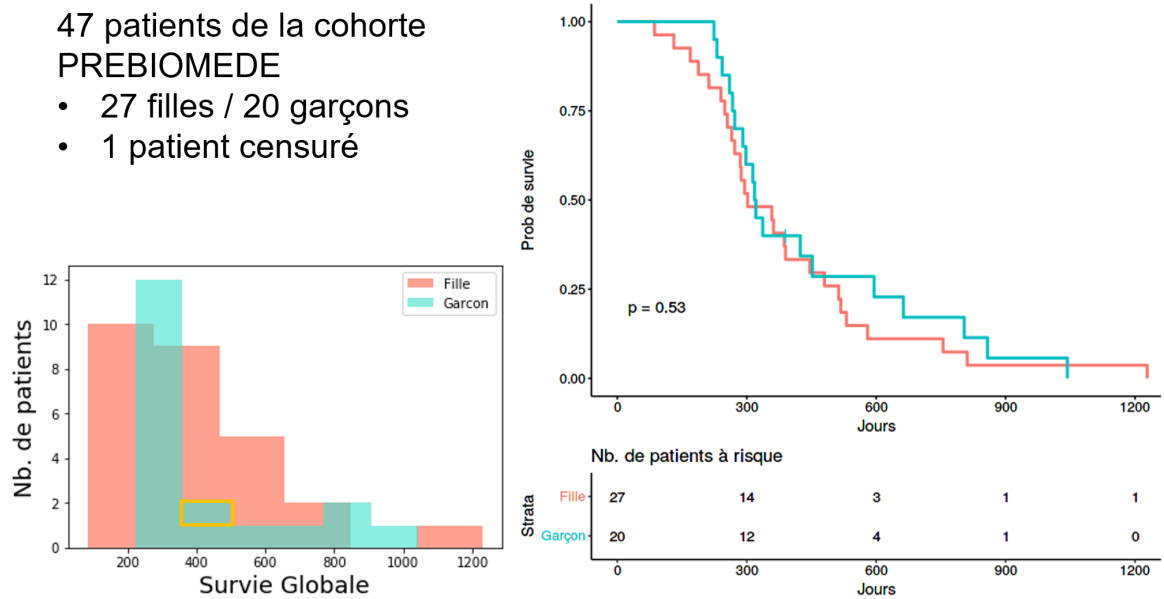 47 patients de la cohorte
PREBIOMEDE
• 27 filles / 20 garçons
• 1 patient censuré
Nb. de patients
12
10
8
6
4
2
0
Fille
Garcon
200 400 600 800 1000 1200
Survie Globale
Prob de survie
1.00
0.75
0.50
0.25
0.00
p = 0.53
0 300 600 900 1200
Jours
Nb. de patients à risque
Strata
Fille 27 14 3 1 1
Garçon 20 12 4 1 0
0 300 600 900 1200
Jours